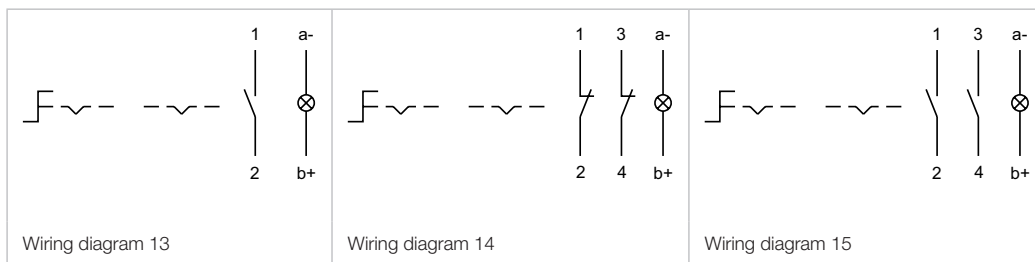 1 a-
2 b+
Wiring diagram 13
1 3 a-
2 4 b+
Wiring diagram 14
1 3 a-
2 4 b+
Wiring diagram 15